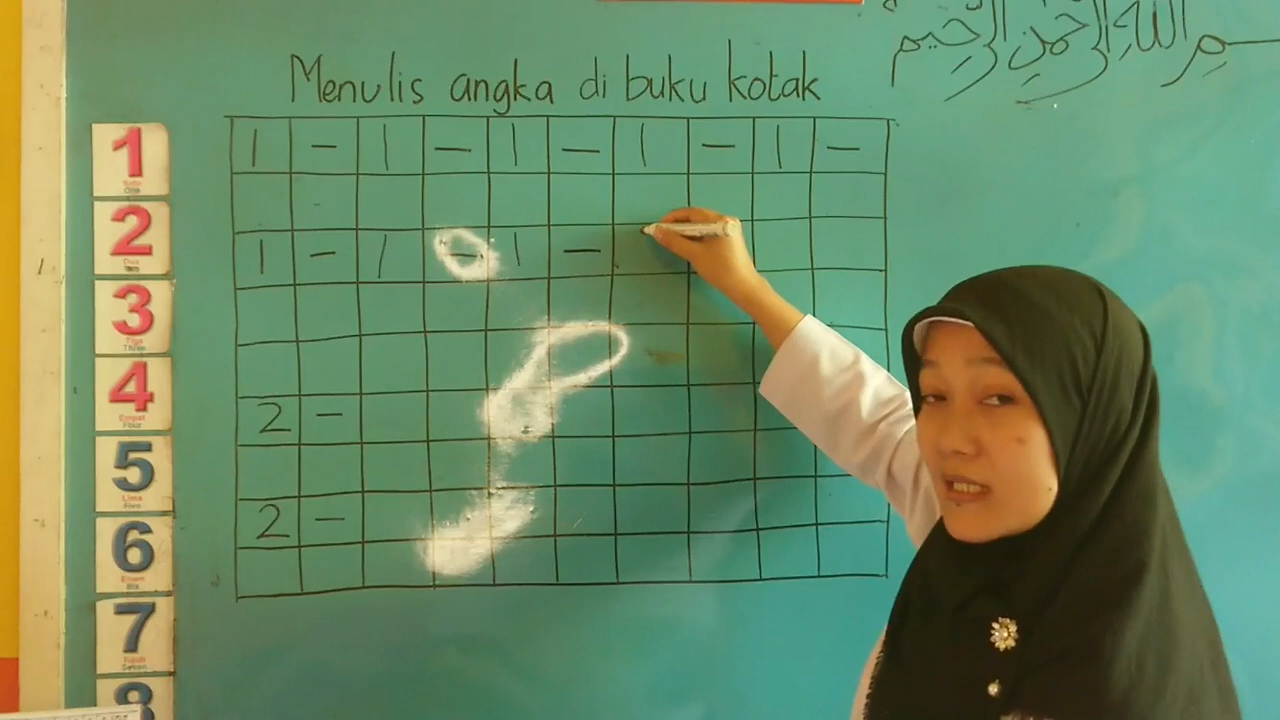 بسم الله الرحمن الرحيم
Menulis angka di buku kotak
1 - 1 - 1 - 1 - 1 -
1 - 1 - 1 -
2 -
2 -
1
Satu
One
2
Dua
Two
3
Tiga
Three
4
Empat
Four
5
Lima
Five
6
Enam
Six
7
Tujuh
Seven
8